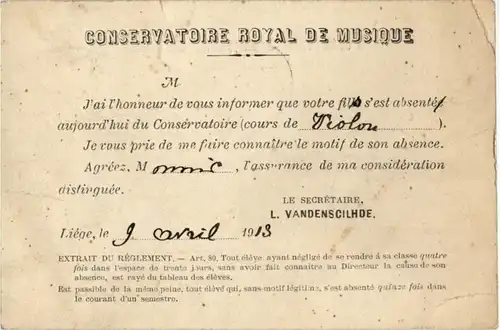 CONSERVATOIRE ROYAL DE MUSIQUE
M
J'ai l'honneur de vous informer que votre fils s'est absenté
aujourd'hui du Conservatoire (cours de Violon).
Je vous prie de me faire connaître le motif de son absence.
Agréez, M , l'assurance de ma considération
distinguée.
LE SECRÉTAIRE,
L. VANDENSCILHDE.
Liége, le 9 avril 1913
EXTRAIT DU RÉGLEMENT. — Art. 80. Tout élève ayant négligé de se rendre à sa classe quatre
fois dans l'espace de trente jours, sans avoir fait connaître au Directeur la cause de son
absence, est rayé du tableau des élèves.
Est passible de la même peine, tout élève qui, sans motif légitime, s'est absenté quinze fois dans
le courant d'un semestre.